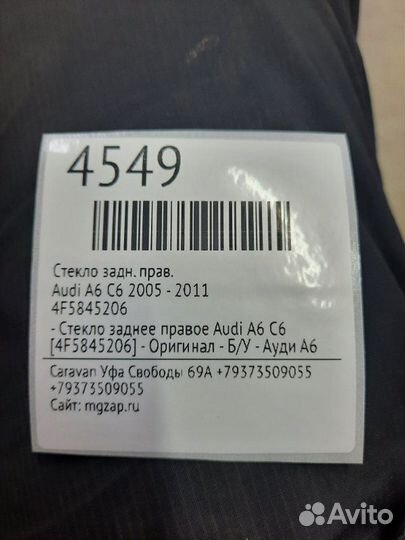 4549
Стекло задн. прав.
Audi A6 C6 2005 - 2011
4F5845206
- Стекло заднее правое Audi A6 C6
[4F5845206] - Оригинал - Б/У - Ауди А6
Caravan Уфа Свободы 69А +79373509055
+79373509055
Сайт: mgzap.ru
Avito